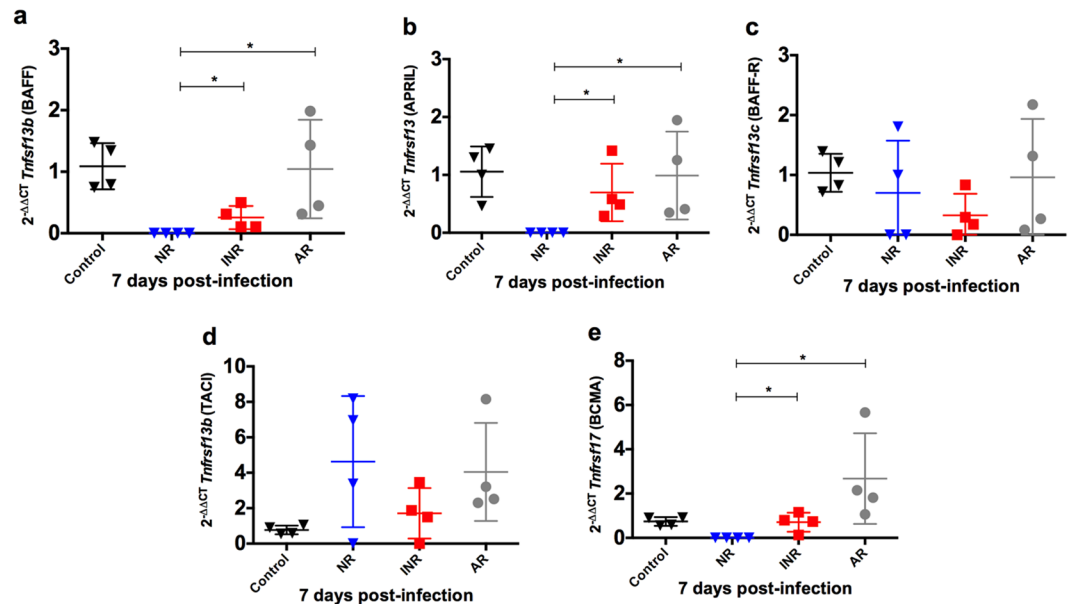 a
2-ΔΔCT Tnfsf13b (BAFF)
3
2
1
0
*
*
Control
NR
INR
AR
7 days post-infection
b
2-ΔΔCT Tnfrsf13 (APRIL)
3
2
1
0
*
*
Control
NR
INR
AR
7 days post-infection
c
2-ΔΔCT Tnfrsf13c (BAFF-R)
3
2
1
0
Control
NR
INR
AR
7 days post-infection
d
2-ΔΔCT Tnfrsf13b (TACI)
10
8
6
4
2
0
Control
NR
INR
AR
7 days post-infection
e
2-ΔΔCT Tnfrsf17 (BCMA)
8
6
4
2
0
*
*
Control
NR
INR
AR
7 days post-infection